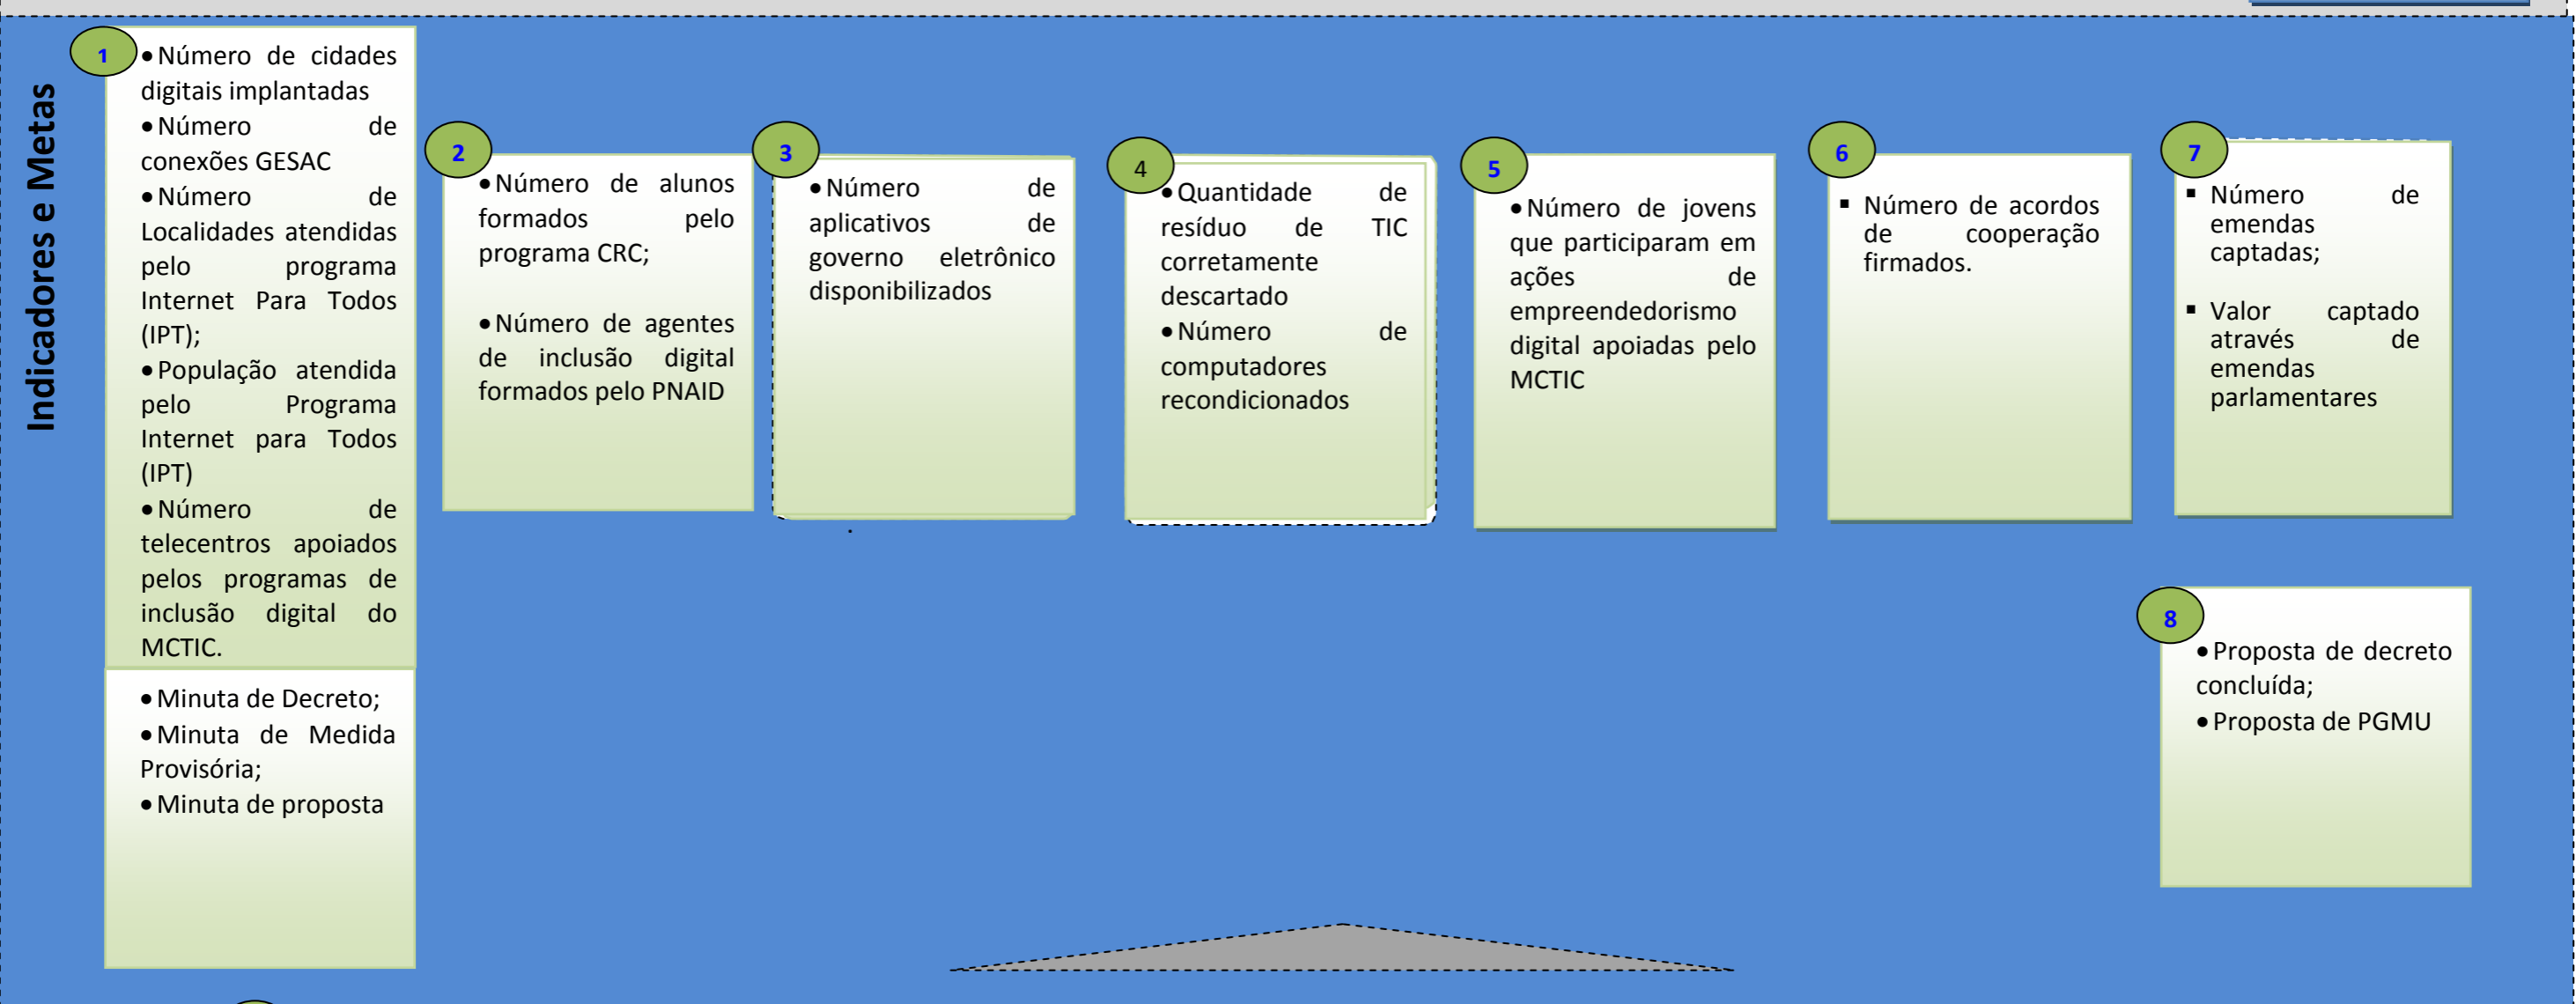 Indicadores e Metas
1
•Número de cidades
digitais implantadas
•Número de
conexões GESAC
•Número de
Localidades atendidas
pelo programa
Internet Para Todos
(IPT);
•População atendida
pelo Programa
Internet para Todos
(IPT)
•Número de
telecentros apoiados
pelos programas de
inclusão digital do
MCTIC.
•Minuta de Decreto;
•Minuta de Medida
Provisória;
•Minuta de proposta
2
•Número de alunos
formados pelo
programa CRC;
•Número de agentes
de inclusão digital
formados pelo PNAID
3
•Número de
aplicativos de
governo eletrônico
disponibilizados
.
4
•Quantidade de
resíduo de TIC
corretamente
descartado
•Número de
computadores
recondicionados
5
•Número de jovens
que participaram em
ações de
empreendedorismo
digital apoiadas pelo
MCTIC
6
▪ Número de acordos
de cooperação
firmados.
7
▪ Número de
emendas
captadas;
▪ Valor captado
através de
emendas
parlamentares
8
•Proposta de decreto
concluída;
•Proposta de PGMU